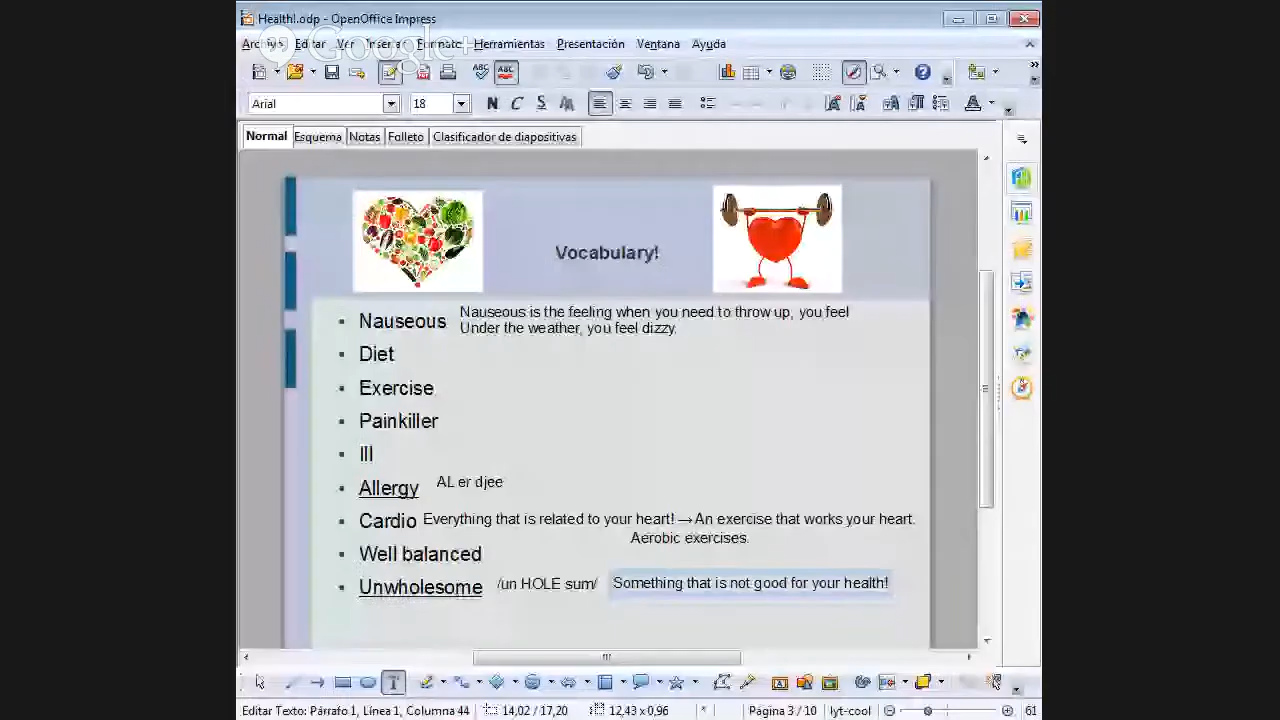 Health!.odp - OpenOffice Impress
Archivo Editar Ver Insertar Formato Herramientas Presentación Ventana Ayuda
Google+
Arial 18 N C S
Normal Esquema Notas Folleto Clasificador de diapositivas
Vocabulary!
Nauseous Nauseous is the feeling when you need to throw up, you feel
Under the weather, you feel dizzy.
Diet
Exercise
Painkiller
Ill
Allergy AL er djee
Cardio Everything that is related to your heart! → An exercise that works your heart.
Aerobic exercises.
Well balanced
Unwholesome /un HOLE sum/ Something that is not good for your health!
Editar Texto: Párrafo 1, Línea 1, Columna 44 14,02 / 17,20 12,43 x 0,96 * Página 3 / 10 lyt-cool 61